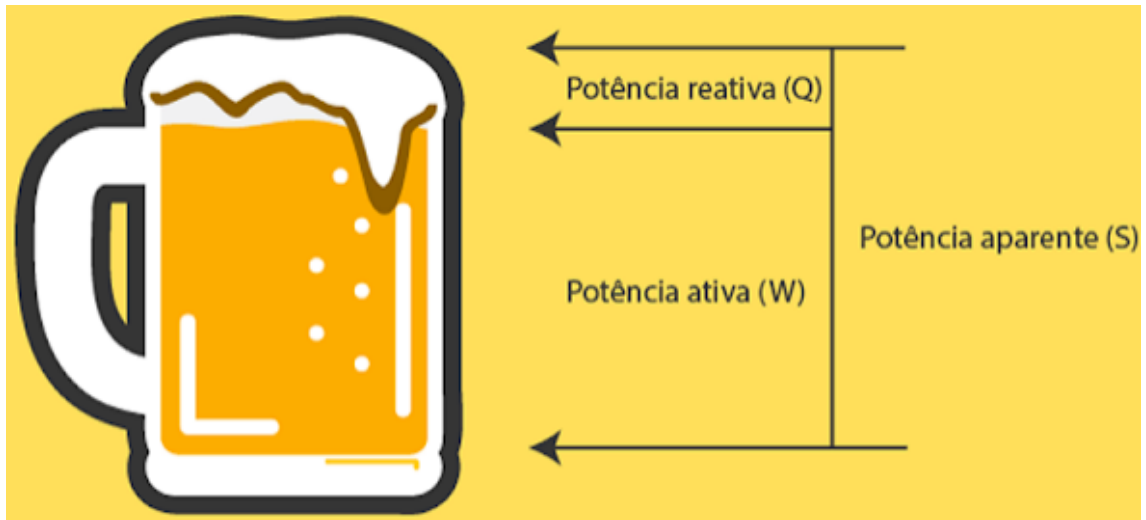 Potência reativa (Q)
Potência aparente (S)
Potência ativa (W)